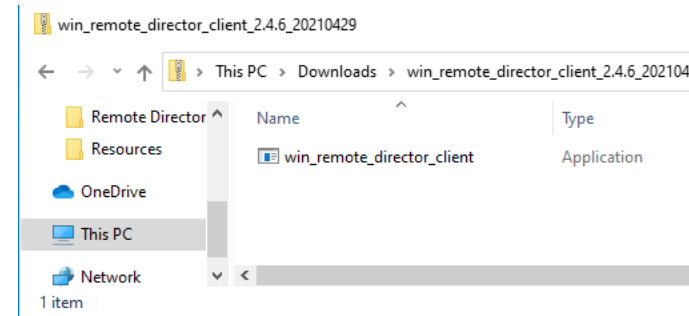 win_remote_director_client_2.4.6_20210429
This PC > Downloads > win_remote_director_client_2.4.6_202104
Remote Director
Name
Type
Resources
win_remote_director_client
Application
OneDrive
This PC
Network
1 item